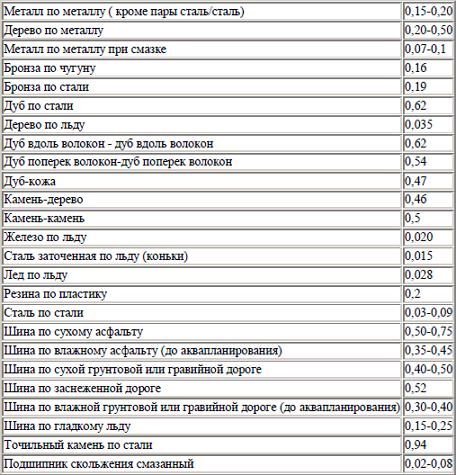 Металл по металлу ( кроме пары сталь/сталь) 0,15-0,20
Дерево по металлу 0,20-0,50
Металл по металлу при смазке 0,07-0,1
Бронза по чугуну 0,16
Бронза по стали 0,19
Дуб по стали 0,62
Дерево по льду 0,035
Дуб вдоль волокон - дуб вдоль волокон 0,62
Дуб поперек волокон-дуб поперек волокон 0,54
Дуб-кожа 0,47
Камень-дерево 0,46
Камень-камень 0,5
Железо по льду 0,020
Сталь заточенная по льду (коньки) 0,015
Лед по льду 0,028
Резина по пластику 0,2
Сталь по стали 0,03-0,09
Шина по сухому асфальту 0,50-0,75
Шина по влажному асфальту (до аквапланирования) 0,35-0,45
Шина по сухой грунтовой или гравийной дороге 0,40-0,50
Шина по заснеженной дороге 0,52
Шина по влажной грунтовой или гравийной дороге (до аквапланирования) 0,30-0,40
Шина по гладкому льду 0,15-0,25
Точильный камень по стали 0,94
Подшипник скольжения смазанный 0,02-0,08